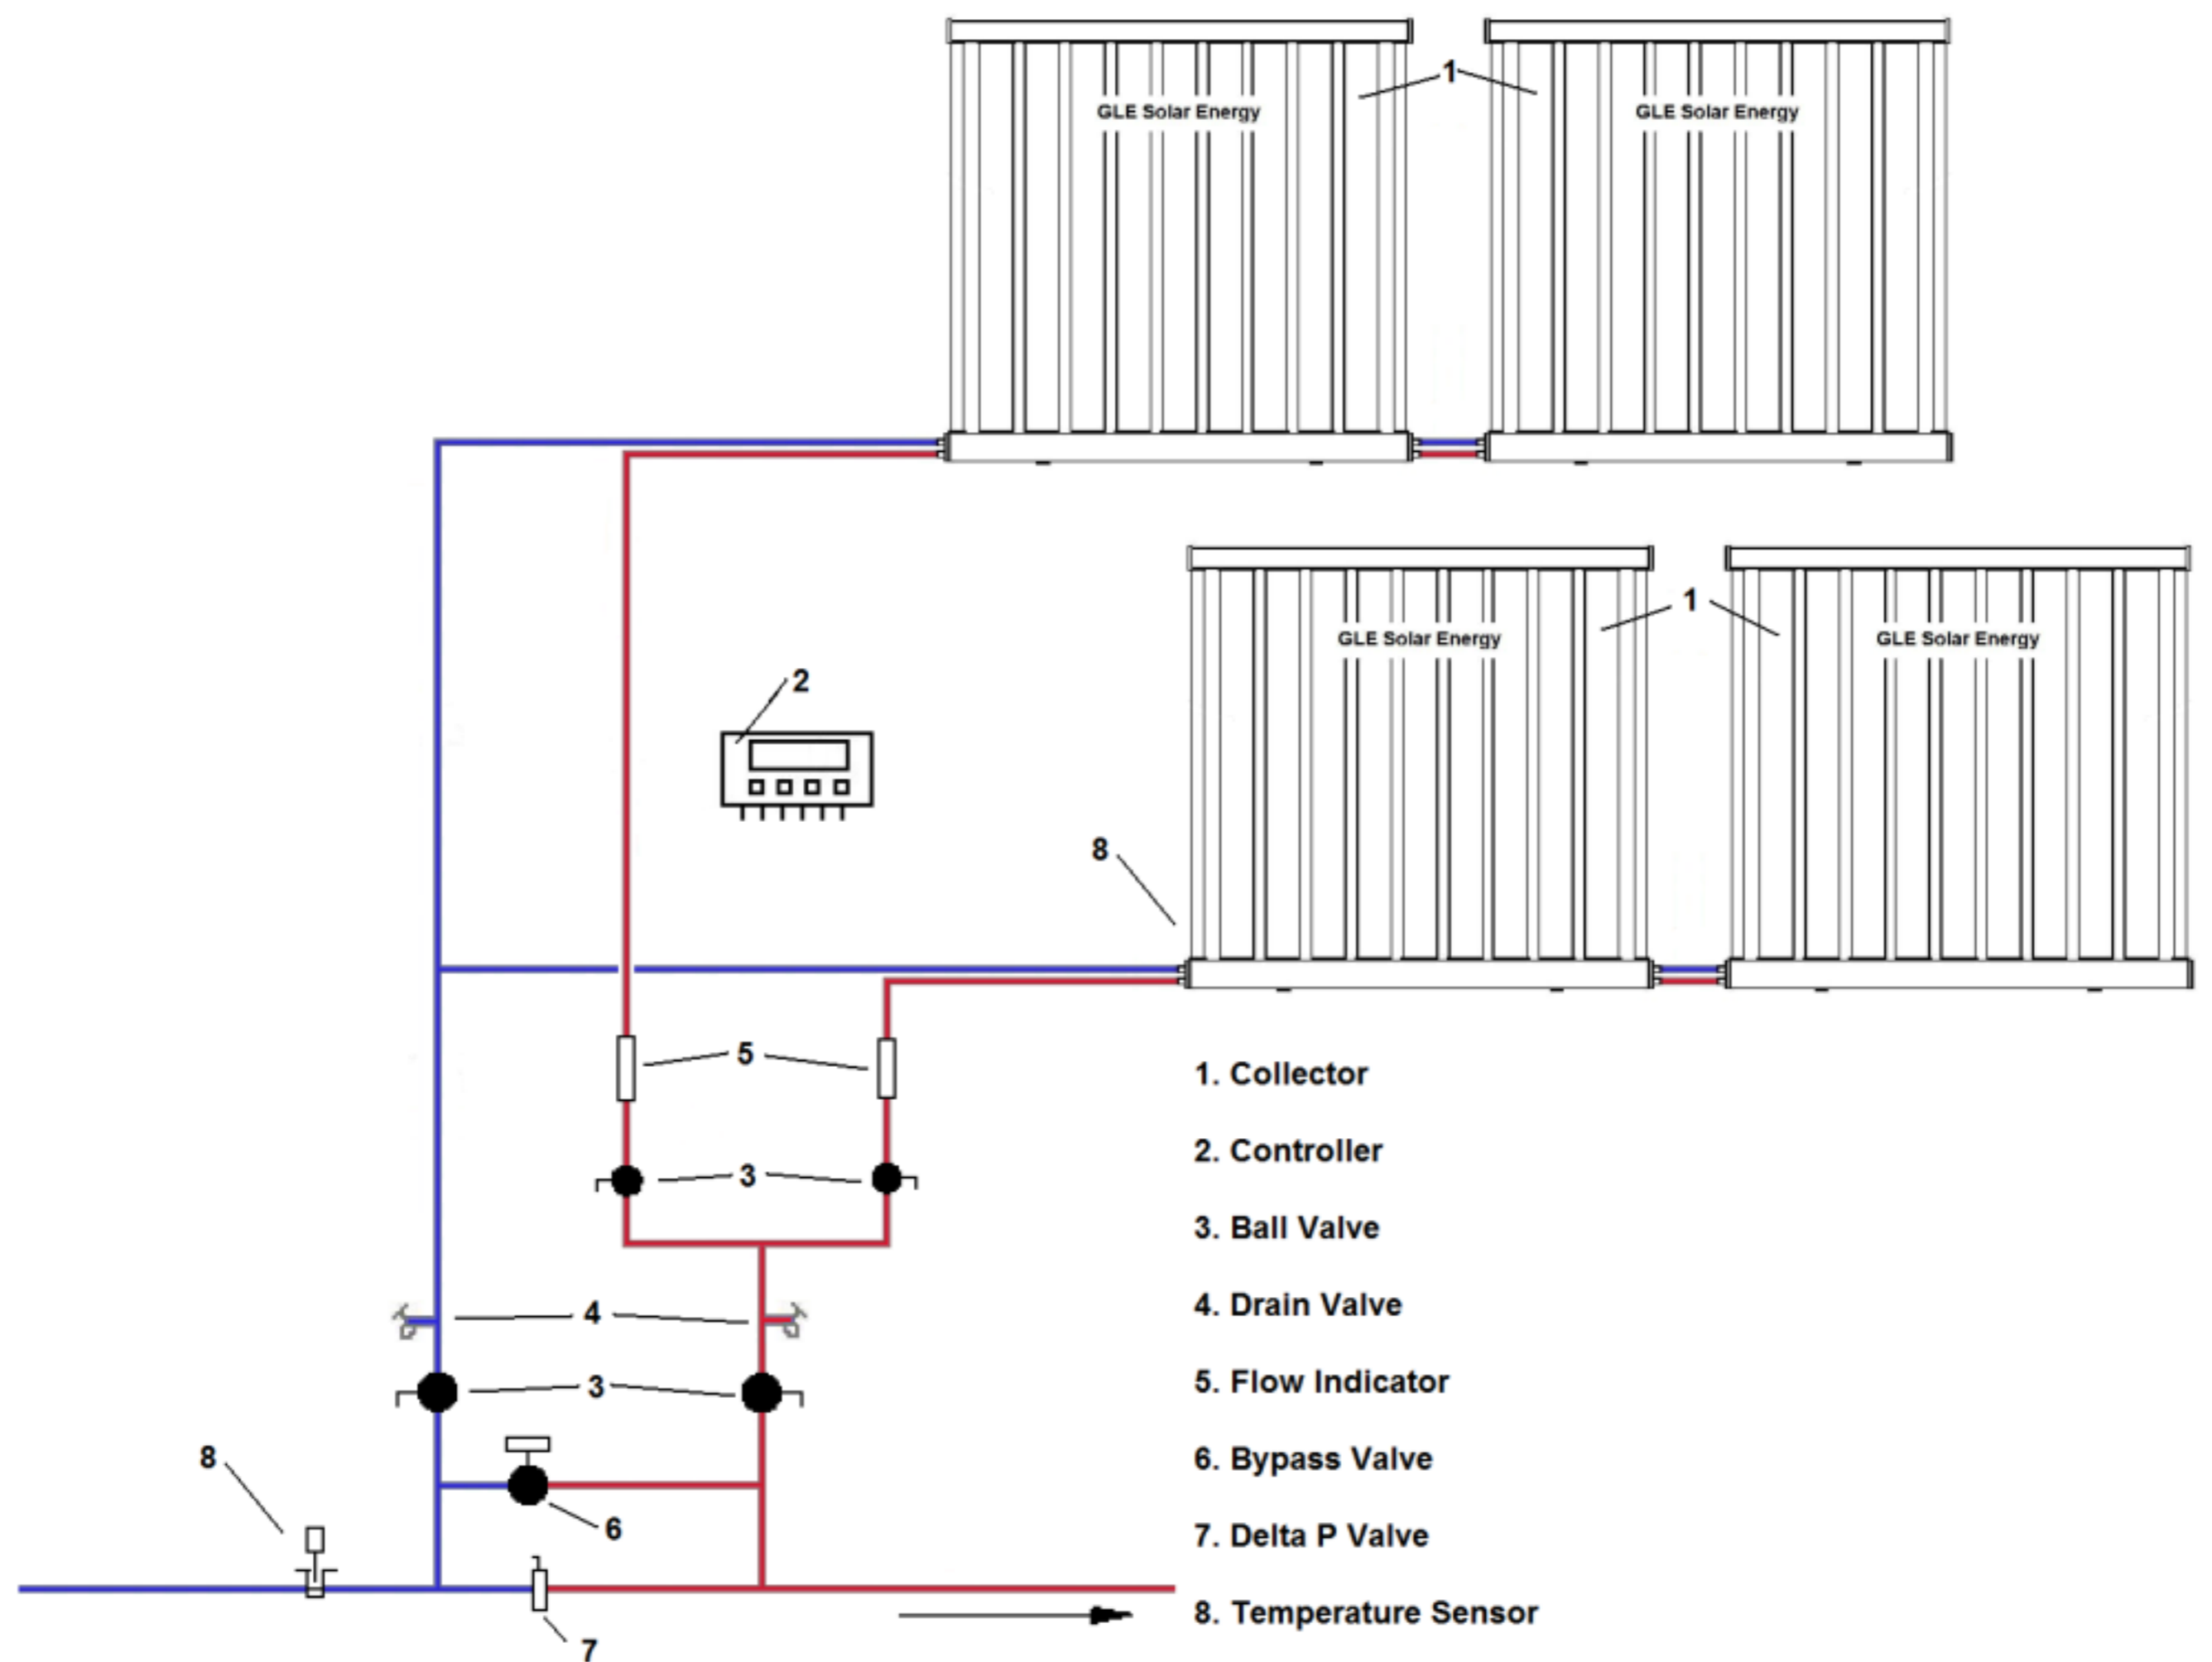 1
GLE Solar Energy
GLE Solar Energy
1
GLE Solar Energy
GLE Solar Energy
2
8
5
3
4
3
8
6
7
1. Collector
2. Controller
3. Ball Valve
4. Drain Valve
5. Flow Indicator
6. Bypass Valve
7. Delta P Valve
8. Temperature Sensor